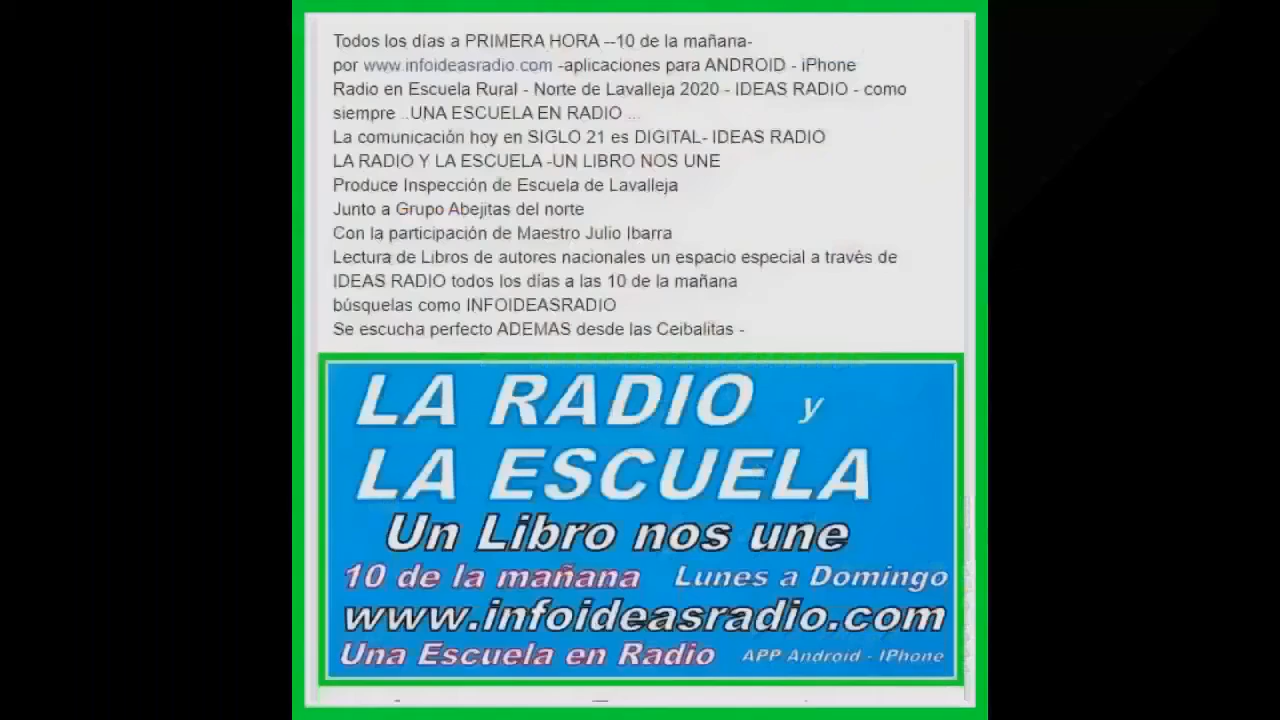 Todos los días a PRIMERA HORA --10 de la mañana-
por www.infoideasradio.com -aplicaciones para ANDROID - iPhone
Radio en Escuela Rural - Norte de Lavalleja 2020 - IDEAS RADIO - como
siempre ..UNA ESCUELA EN RADIO ...
La comunicación hoy en SIGLO 21 es DIGITAL- IDEAS RADIO
LA RADIO Y LA ESCUELA -UN LIBRO NOS UNE
Produce Inspección de Escuela de Lavalleja
Junto a Grupo Abejitas del norte
Con la participación de Maestro Julio Ibarra
Lectura de Libros de autores nacionales un espacio especial a través de
IDEAS RADIO todos los días a las 10 de la mañana
búsquelas como INFOIDEASRADIO
Se escucha perfecto ADEMAS desde las Ceibalitas -
LA RADIO y
LA ESCUELA
Un Libro nos une
10 de la mañana Lunes a Domingo
www.infoideasradio.com
Una Escuela en Radio APP Android - IPhone